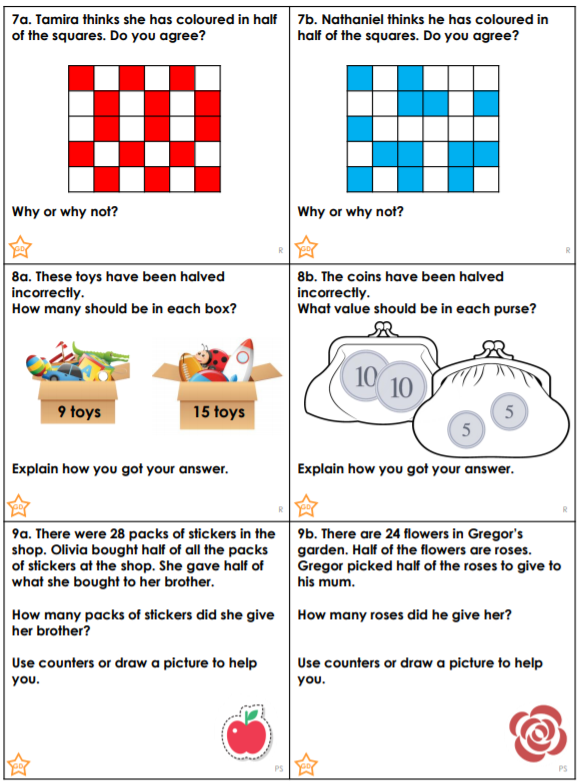 7a. Tamira thinks she has coloured in half
of the squares. Do you agree?
Why or why not?
GD
R
7b. Nathaniel thinks he has coloured in
half of the squares. Do you agree?
Why or why not?
GD
R
8a. These toys have been halved
incorrectly.
How many should be in each box?
A
9 toys
15 toys
Explain how you got your answer.
GD
R
8b. The coins have been halved
incorrectly.
What value should be in each purse?
10
10
5
5
Explain how you got your answer.
GD
R
9a. There were 28 packs of stickers in the
shop. Olivia bought half of all the packs
of stickers at the shop. She gave half of
what she bought to her brother.
How many packs of stickers did she give
her brother?
Use counters or draw a picture to help
you.
GD
PS
9b. There are 24 flowers in Gregor’s
garden. Half of the flowers are roses.
Gregor picked half of the roses to give to
his mum.
How many roses did he give her?
Use counters or draw a picture to help
you.
GD
PS